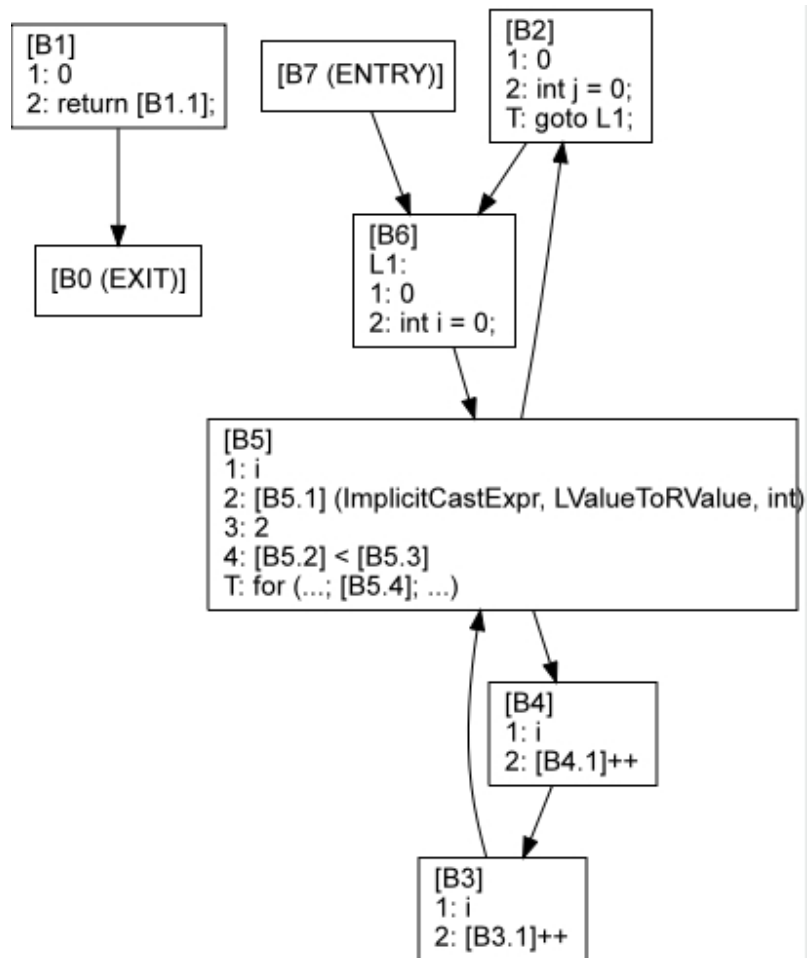 [B1]
1: 0
2: return [B1.1];
[B7 (ENTRY)]
[B2]
1: 0
2: int j = 0;
T: goto L1;
[B0 (EXIT)]
[B6]
L1:
1: 0
2: int i = 0;
[B5]
1: i
2: [B5.1] (ImplicitCastExpr, LValueToRValue, int)
3: 2
4: [B5.2] < [B5.3]
T: for (...; [B5.4]; ...)
[B4]
1: i
2: [B4.1]++
[B3]
1: i
2: [B3.1]++